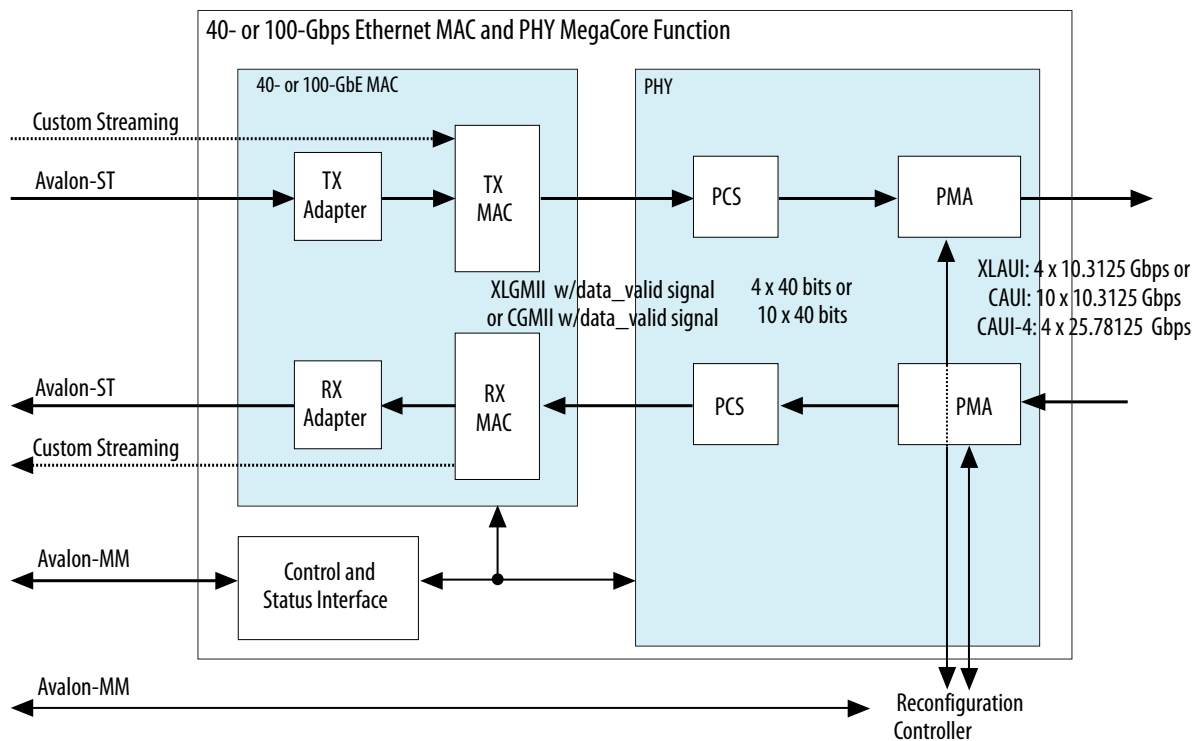 40- or 100-Gbps Ethernet MAC and PHY MegaCore Function
40- or 100-GbE MAC
PHY
Custom Streaming
Avalon-ST
TX
Adapter
TX
MAC
PCS
PMA
XLGMII w/data_valid signal
or CGMII w/data_valid signal
4 x 40 bits or
10 x 40 bits
XLAUI: 4 x 10.3125 Gbps or
CAUI: 10 x 10.3125 Gbps
CAUI-4: 4 x 25.78125 Gbps
Avalon-ST
RX
Adapter
RX
MAC
PCS
PMA
Custom Streaming
Avalon-MM
Control and
Status Interface
Avalon-MM
Reconfiguration
Controller